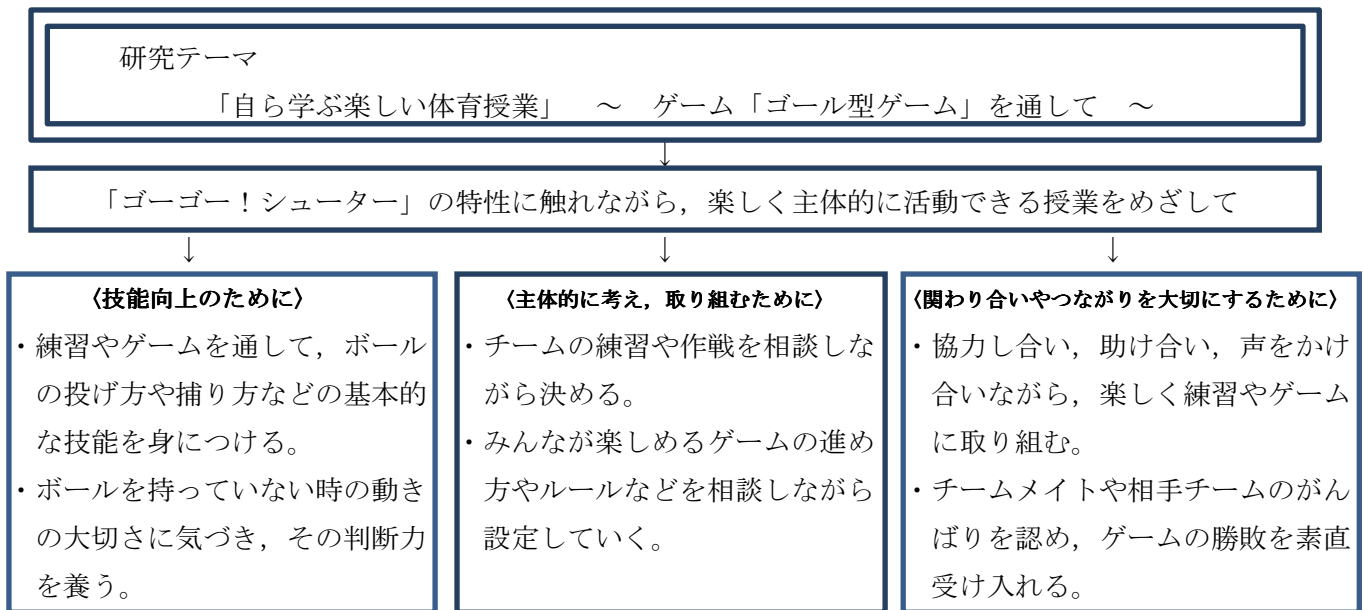 研究テーマ
「自ら学ぶ楽しい体育授業」　～　ゲーム「ゴール型ゲーム」を通して　～
↓
「ゴーゴー！シューター」の特性に触れながら，楽しく主体的に活動できる授業をめざして
↓
↓
↓
〈技能向上のために〉
・練習やゲームを通して，ボール
の投げ方や捕り方などの基本的
な技能を身につける。
・ボールを持っていない時の動き
の大切さに気づき，その判断力
を養う。
〈主体的に考え，取り組むために〉
・チームの練習や作戦を相談しな
がら決める。
・みんなが楽しめるゲームの進め
方やルールなどを相談しながら
設定していく。
〈関わり合いやつながりを大切にするために〉
・協力し合い，助け合い，声をかけ
合いながら，楽しく練習やゲーム
に取り組む。
・チームメイトや相手チームのがん
ばりを認め，ゲームの勝敗を素直
受け入れる。